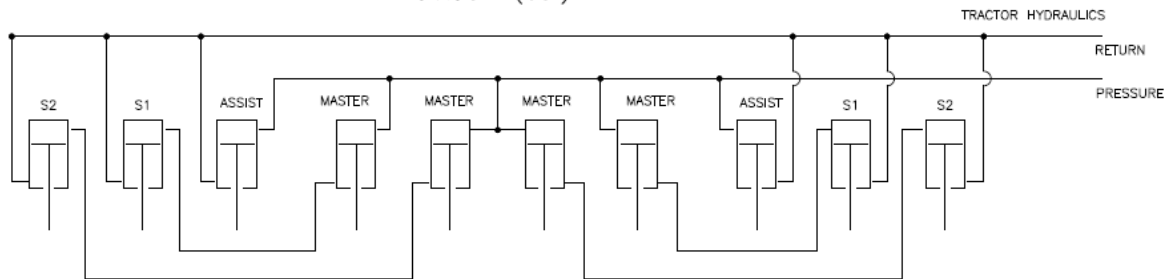 TRACTOR HYDRAULICS
RETURN
PRESSURE
S2 S1 ASSIST MASTER MASTER MASTER MASTER ASSIST S1 S2